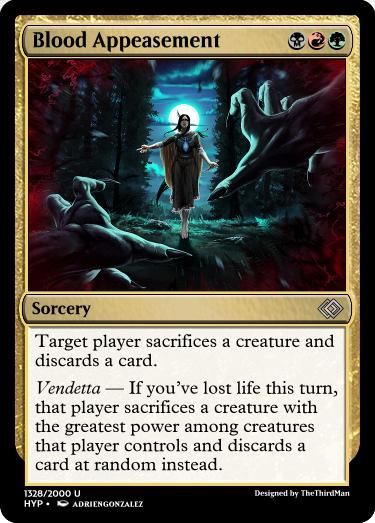 Blood Appeasement
Sorcery
Target player sacrifices a creature and
discards a card.
Vendetta — If you've lost life this turn,
that player sacrifices a creature with
the greatest power among creatures
that player controls and discards a
card at random instead.
1328/2000 U
Designed by TheThirdMan
HYP • ADRIENGONZALEZ